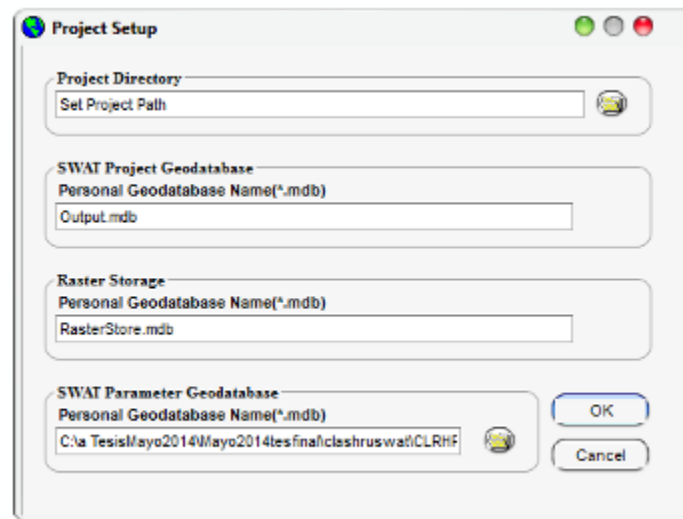 Project Setup
Project Directory
Set Project Path
SWAT Project Geodatabase
Personal Geodatabase Name(*.mdb)
Output.mdb
Raster Storage
Personal Geodatabase Name(*.mdb)
RasterStore.mdb
SWAT Parameter Geodatabase
Personal Geodatabase Name(*.mdb)
C:\a TesisMayo2014\Mayo2014tesfinal\clashruswat\CLRHF
OK
Cancel